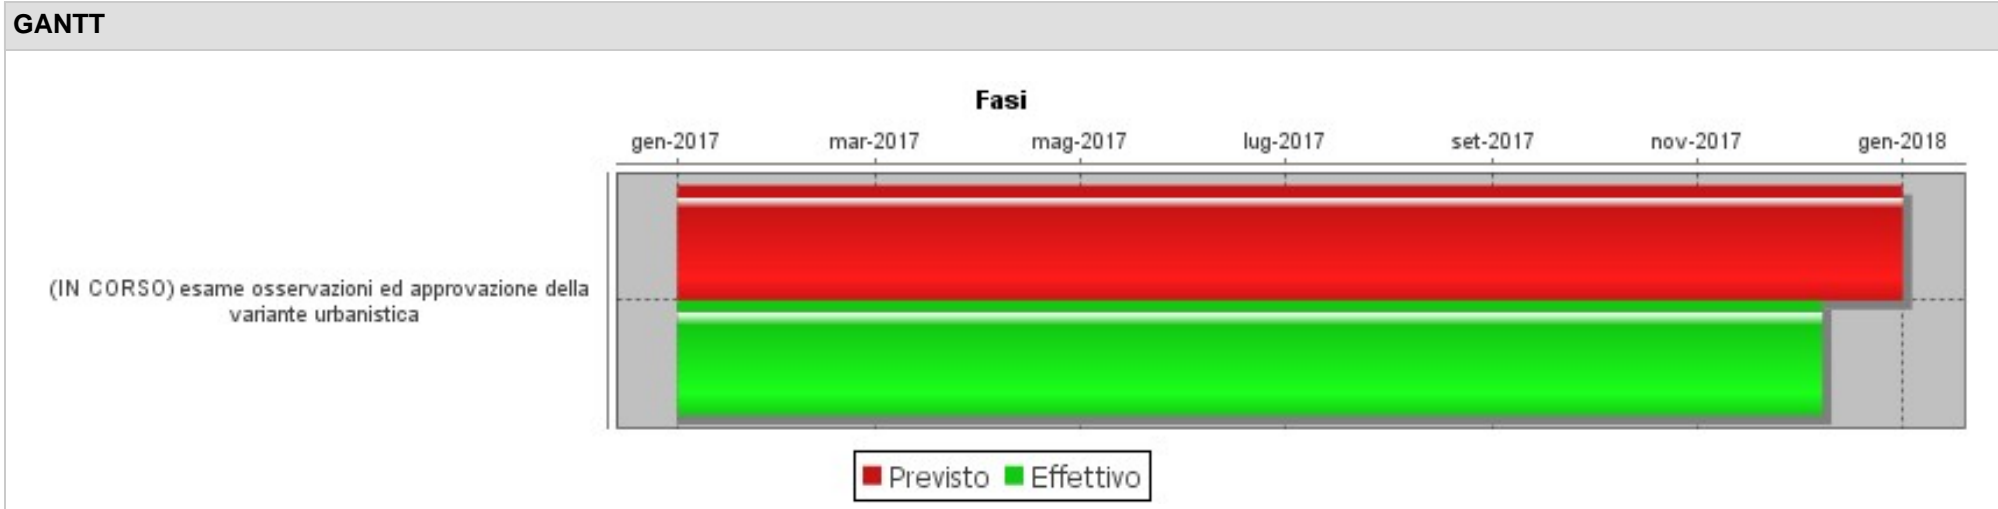 GANTT
Fasi
gen-2017 mar-2017 mag-2017 lug-2017 set-2017 nov-2017 gen-2018
(IN CORSO) esame osservazioni ed approvazione della
variante urbanistica
Previsto Effettivo